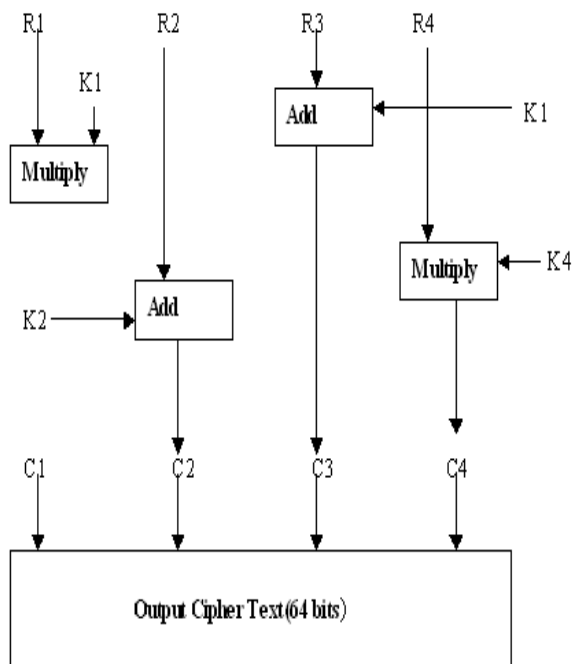 R1 R2 R3 R4
K1
Add
K1
Multiply
Multiply
K4
Add
K2
C1 C2 C3 C4
Output Cipher Text(64 bits)